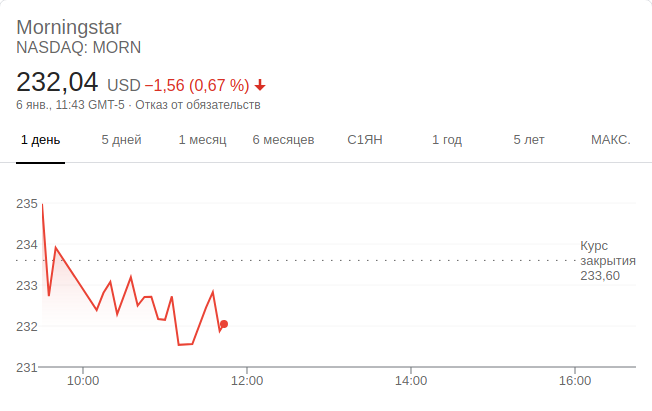 Morningstar
NASDAQ: MORN
232,04 USD −1,56 (0,67 %)
6 янв., 11:43 GMT-5 · Отказ от обязательств
1 день 5 дней 1 месяц 6 месяцев С1ЯН 1 год 5 лет МАКС.
235
234
233
232
231
Курс
закрытия
233,60
10:00 12:00 14:00 16:00